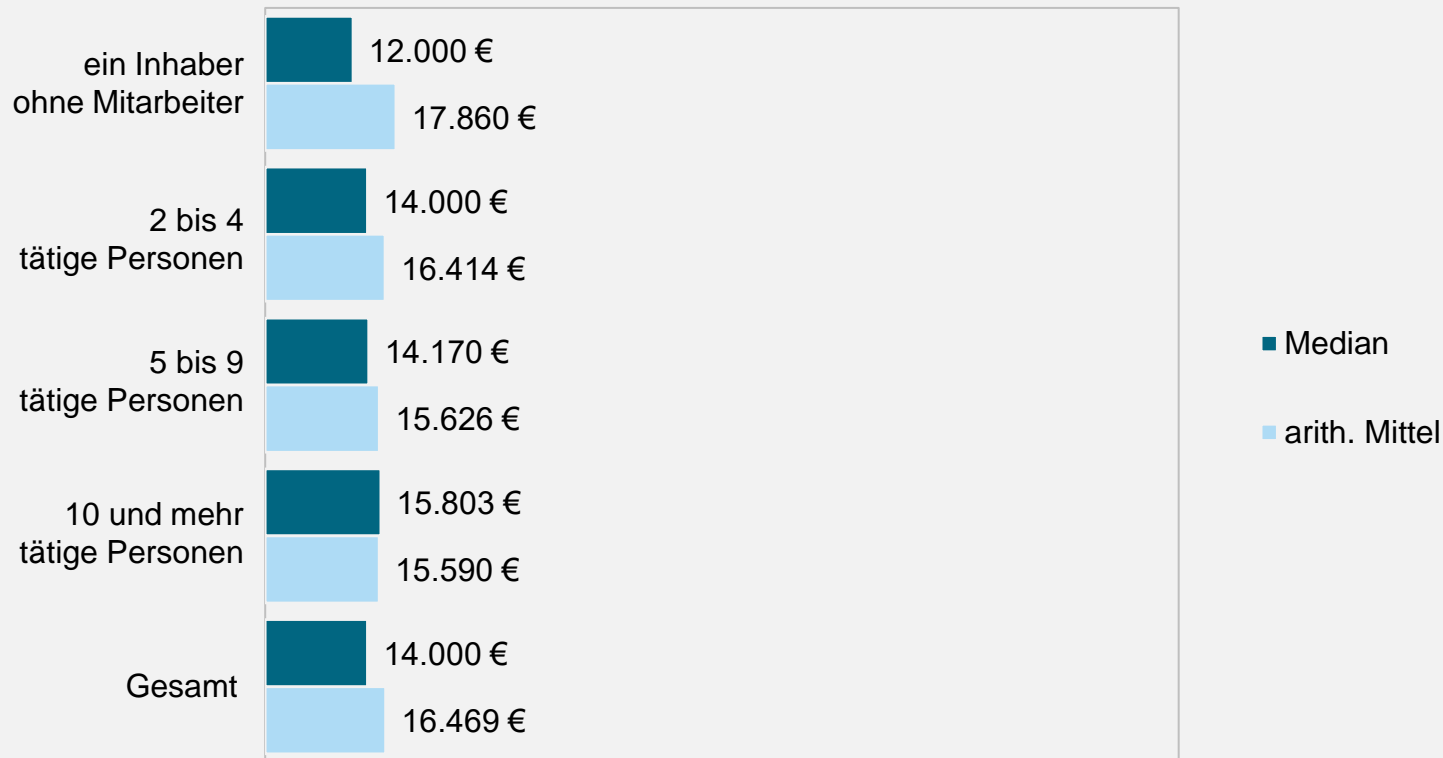 ein Inhaber
ohne Mitarbeiter
12.000 €
17.860 €
2 bis 4
tätige Personen
14.000 €
16.414 €
5 bis 9
tätige Personen
14.170 €
15.626 €
10 und mehr
tätige Personen
15.803 €
15.590 €
Gesamt
14.000 €
16.469 €
Median
arith. Mittel